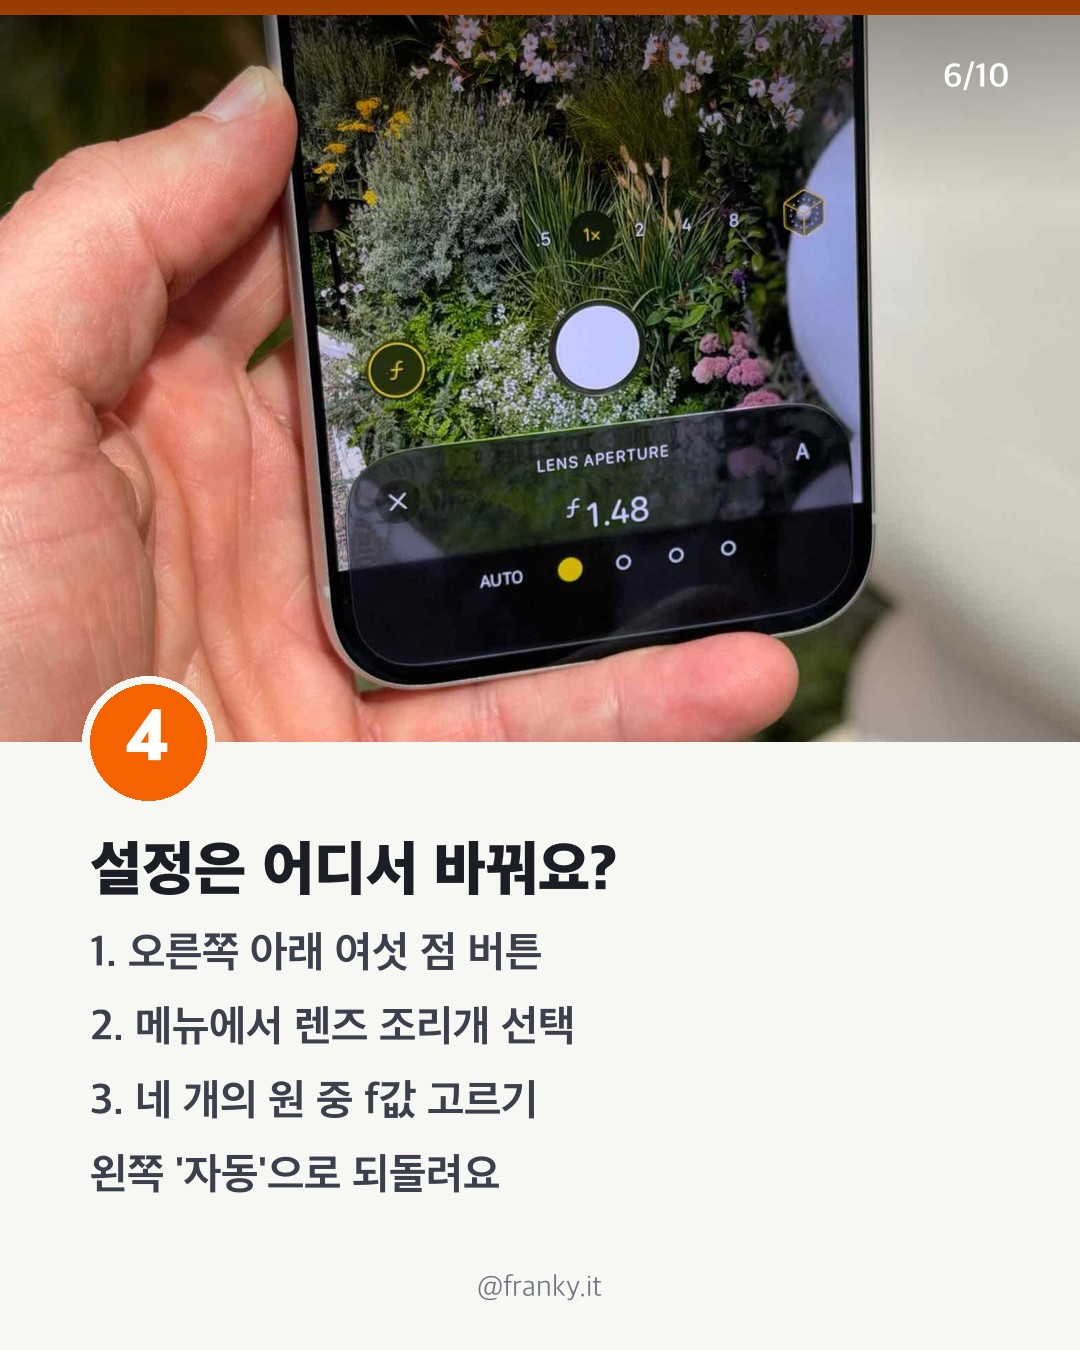 6/10
.5 1× 2 4 8
f
LENS APERTURE
A
f 1.48
AUTO
4
설정은 어디서 바꿔요?
1. 오른쪽 아래 여섯 점 버튼
2. 메뉴에서 렌즈 조리개 선택
3. 네 개의 원 중 f값 고르기
왼쪽 '자동'으로 되돌려요
@franky.it